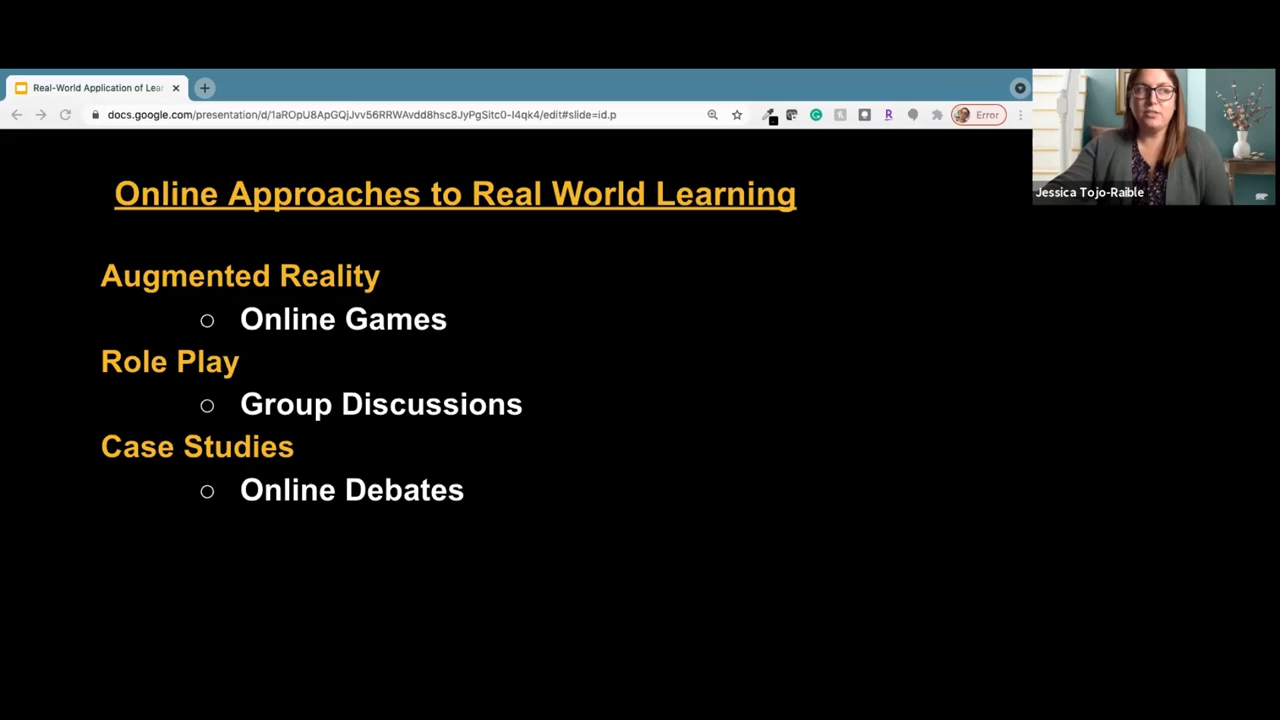 Real-World Application of Lear
docs.google.com/presentation/d/1aROpU8ApGQjJvv56RRWAvdd8hsc8JyPgSitc0-I4qk4/edit#slide=id.p
Error
Jessica Tojo-Raible
Online Approaches to Real World Learning
Augmented Reality
○ Online Games
Role Play
○ Group Discussions
Case Studies
○ Online Debates